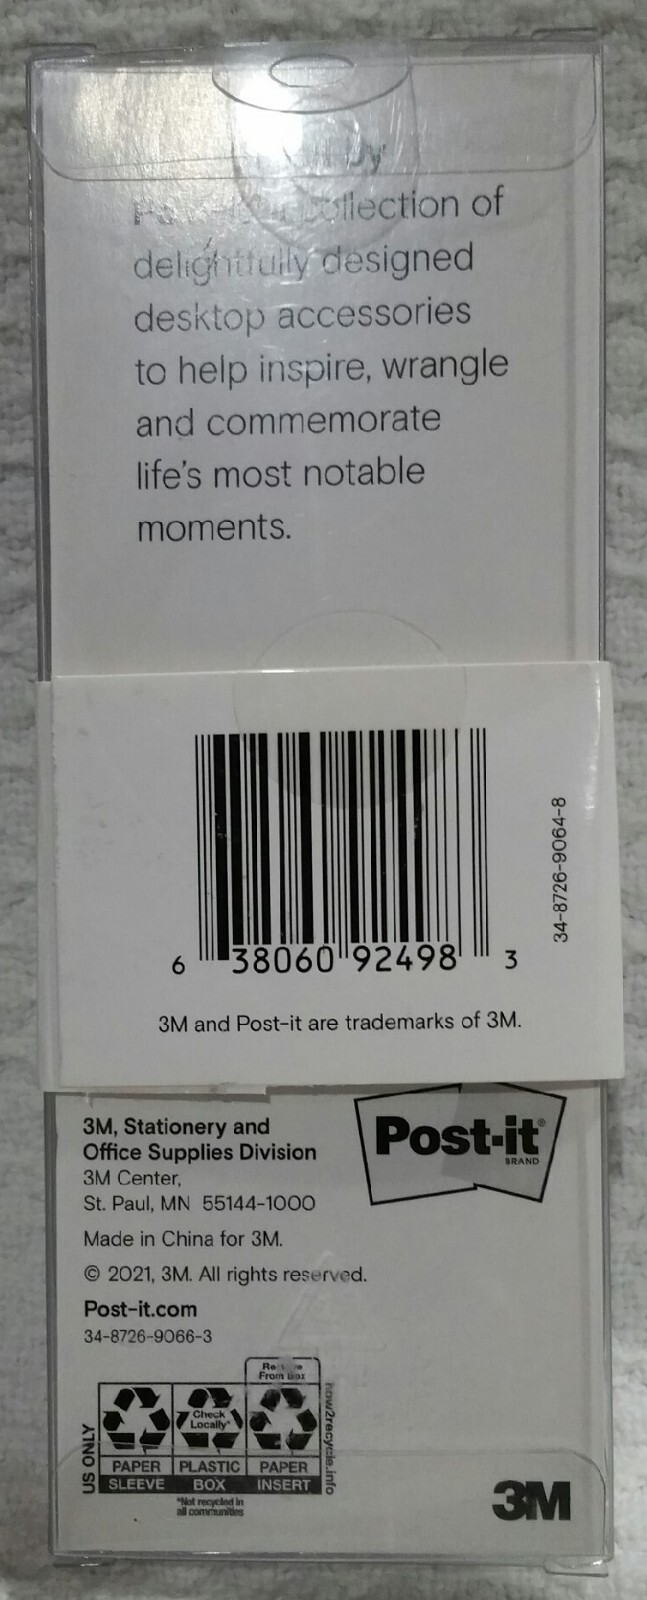 by
collection of
delightfully designed
desktop accessories
to help inspire, wrangle
and commemorate
life's most notable
moments.
34-8726-9064-8
6 38060 92498 3
3M and Post-it are trademarks of 3M.
3M, Stationery and
Office Supplies Division
3M Center,
St. Paul, MN 55144-1000
Post-it®
BRAND
Made in China for 3M.
© 2021, 3M. All rights reserved.
Post-it.com
34-8726-9066-3
US ONLY
Remove
From Box
Check
Locally*
PAPER PLASTIC PAPER
SLEEVE BOX INSERT
*Not recycled in
all communities
how2recycle.info
3M